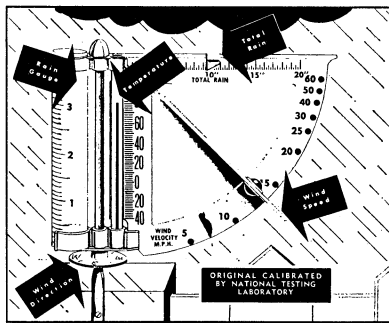 Total
Rain
Rain
Gauge
Temperature
10" 15" 20"
TOTAL RAIN
60
50
40
30
20
15
10
5
3
2
1
60
40
20
0
20
40
Wind
Speed
WIND
VELOCITY
M.P.H.
Wind
Direction
W
ORIGINAL CALIBRATED
BY NATIONAL TESTING
LABORATORY